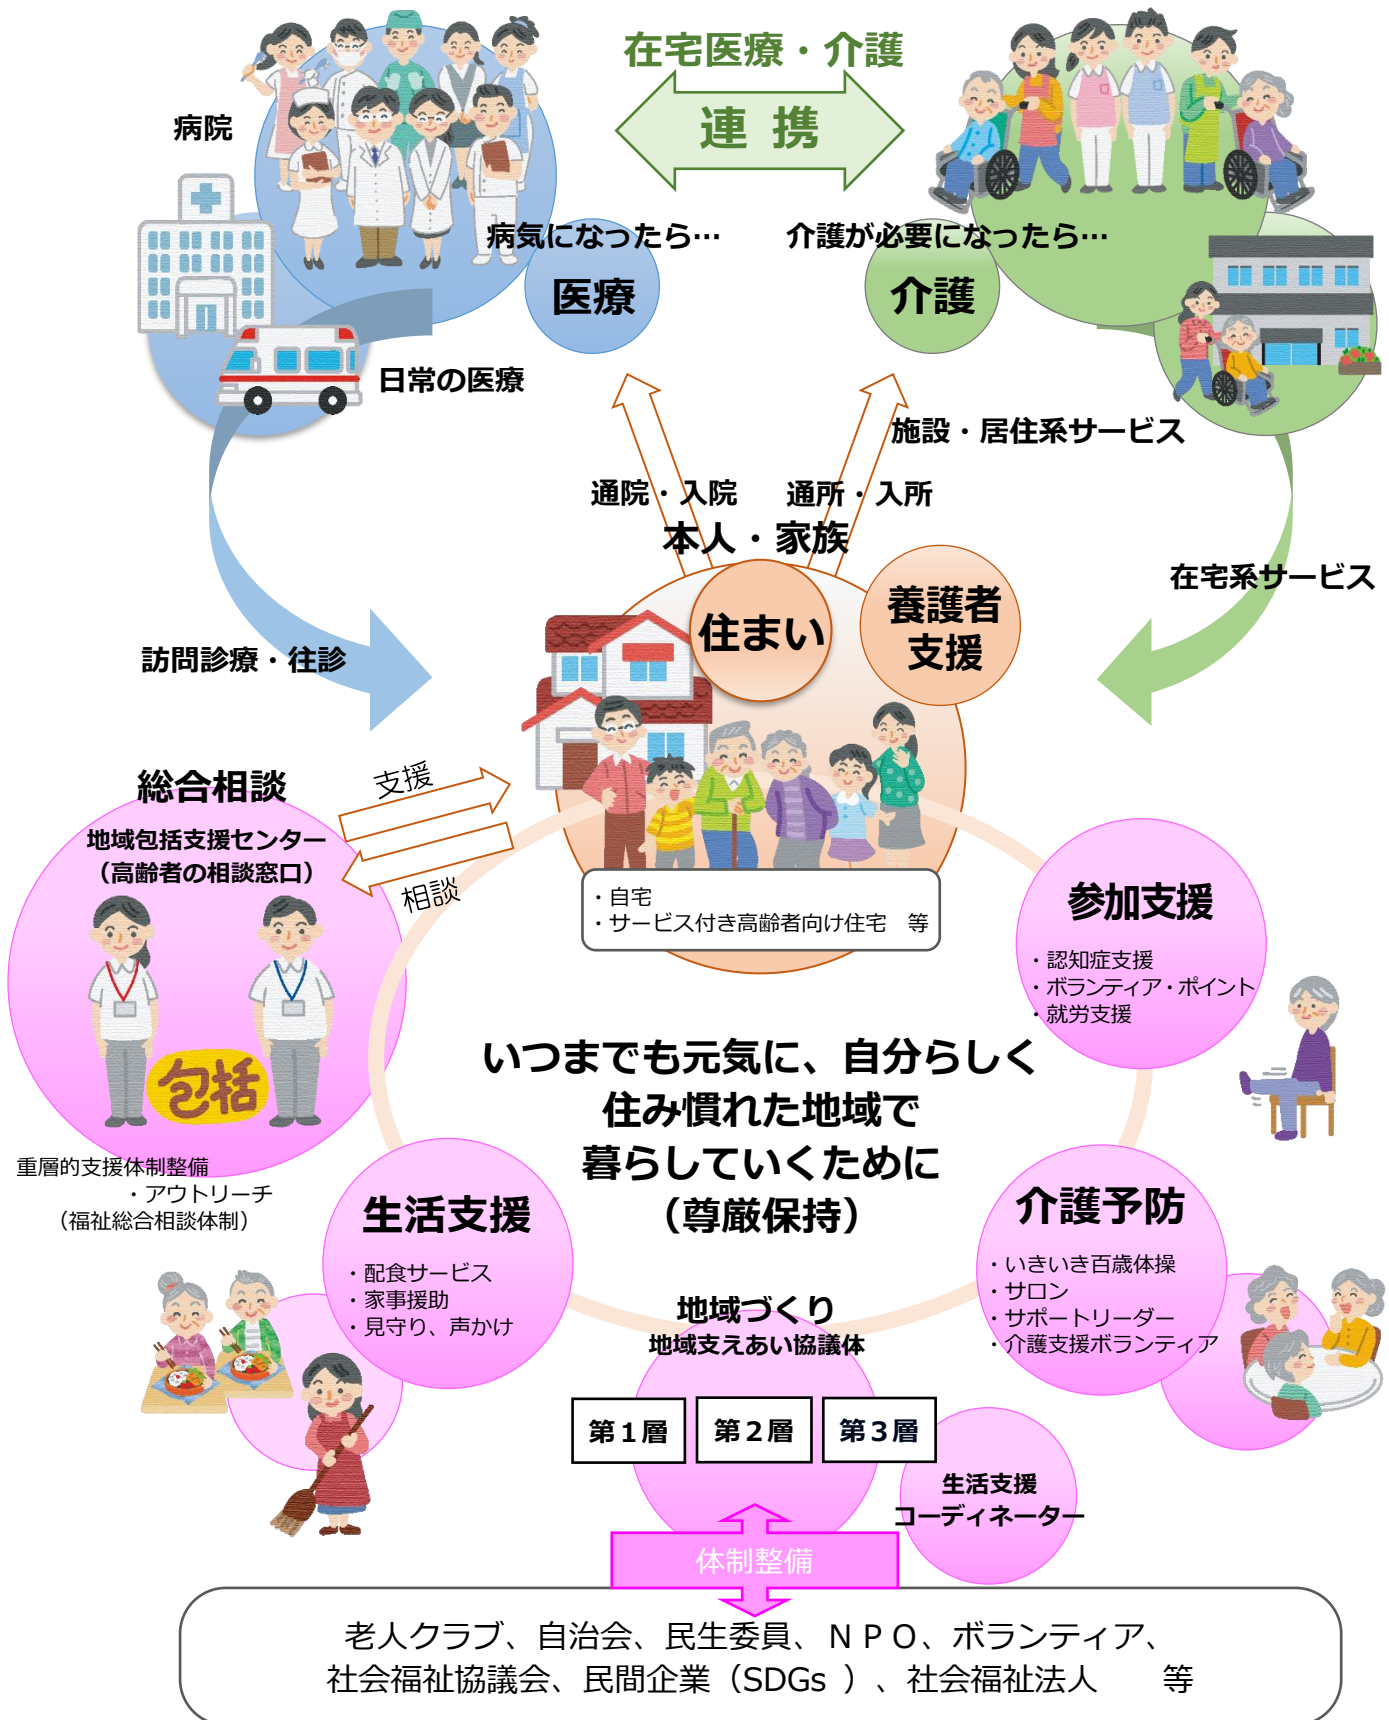 在宅医療・介護
連 携
病院
病気になったら…
介護が必要になったら…
医療
介護
日常の医療
施設・居住系サービス
通院・入院
通所・入所
本人・家族
在宅系サービス
住まい
養護者
支援
訪問診療・往診
総合相談
地域包括支援センター
（高齢者の相談窓口）
支援
相談
・自宅
・サービス付き高齢者向け住宅　等
参加支援
・認知症支援
・ボランティア・ポイント
・就労支援
包括
いつまでも元気に、自分らしく
住み慣れた地域で
暮らしていくために
（尊厳保持）
重層的支援体制整備
・アウトリーチ
（福祉総合相談体制）
生活支援
・配食サービス
・家事援助
・見守り、声かけ
介護予防
・いきいき百歳体操
・サロン
・サポートリーダー
・介護支援ボランティア
地域づくり
地域支えあい協議体
第１層
第２層
第３層
生活支援
コーディネーター
体制整備
老人クラブ、自治会、民生委員、ＮＰＯ、ボランティア、
社会福祉協議会、民間企業（SDGs ）、社会福祉法人　　等